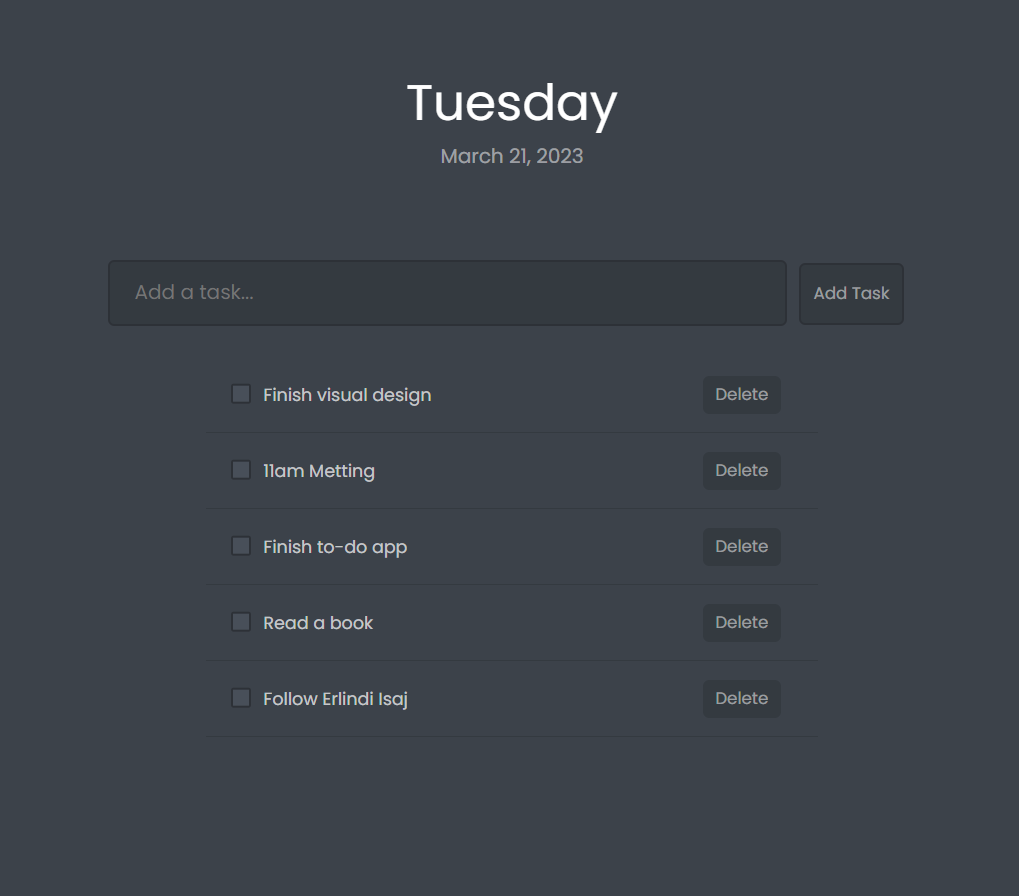 Tuesday
March 21, 2023
Add a task...
Add Task
Finish visual design
Delete
11am Metting
Delete
Finish to-do app
Delete
Read a book
Delete
Follow Erlindi Isaj
Delete